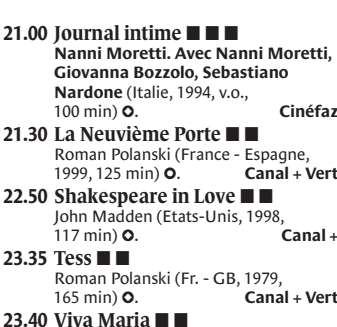 21.00 Journal intime ■ ■ ■
Nanni Moretti. Avec Nanni Moretti,
Giovanna Bozzolo, Sebastiano
Nardone (Italie, 1994, v.o.,
100 min) O. Cinéfaz
21.30 La Neuvième Porte ■ ■
Roman Polanski (France - Espagne,
1999, 125 min) O. Canal + Vert
22.50 Shakespeare in Love ■ ■
John Madden (Etats-Unis, 1998,
117 min) O. Canal +
23.35 Tess ■ ■
Roman Polanski (Fr. - GB, 1979,
165 min) O. Canal + Vert
23.40 Viva Maria ■ ■